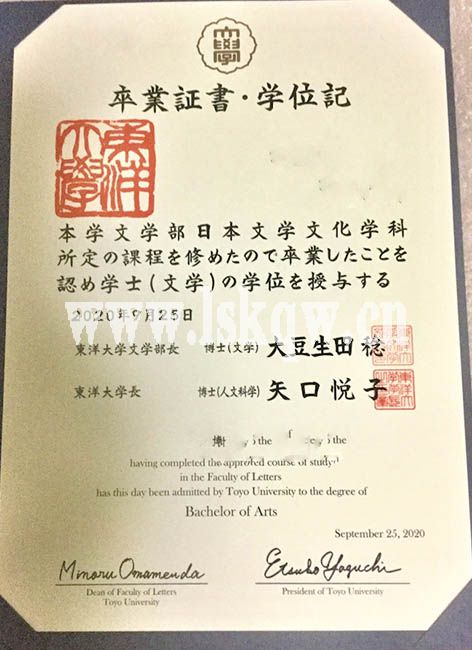 大學
卒業証書・学位記
東洋大學
本学文学部日本文学文化学科
所定の課程を修めたので卒業したことを
認め学士(文学)の学位を授与する
2020年9月25日
www.lskqw.cn
東洋大学文学部長 博士(文学) 大豆生田稔
東洋大学長 博士(人文科学) 矢口悦子
the the
having completed the approved course of study
in the Faculty of Letters
has this day been admitted by Toyo University to the degree of
Bachelor of Arts
September 25, 2020
Minoru Omameuda Etsuko Yaguchi
Dean of Faculty of Letters President of Toyo University
Toyo University